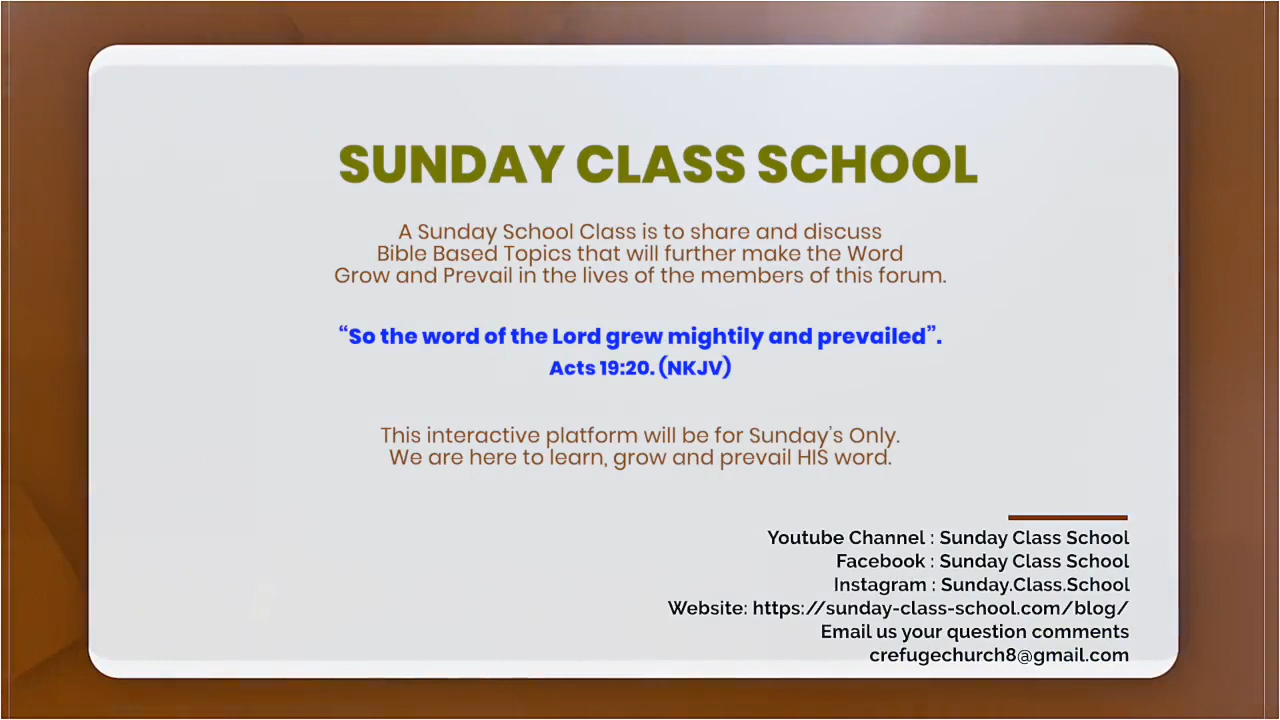 SUNDAY CLASS SCHOOL
A Sunday School Class is to share and discuss
Bible Based Topics that will further make the Word
Grow and Prevail in the lives of the members of this forum.
“So the word of the Lord grew mightily and prevailed”.
Acts 19:20. (NKJV)
This interactive platform will be for Sunday's Only.
We are here to learn, grow and prevail HIS word.
Youtube Channel : Sunday Class School
Facebook : Sunday Class School
Instagram : Sunday.Class.School
Website: https://sunday-class-school.com/blog/
Email us your question comments
crefugechurch8@gmail.com